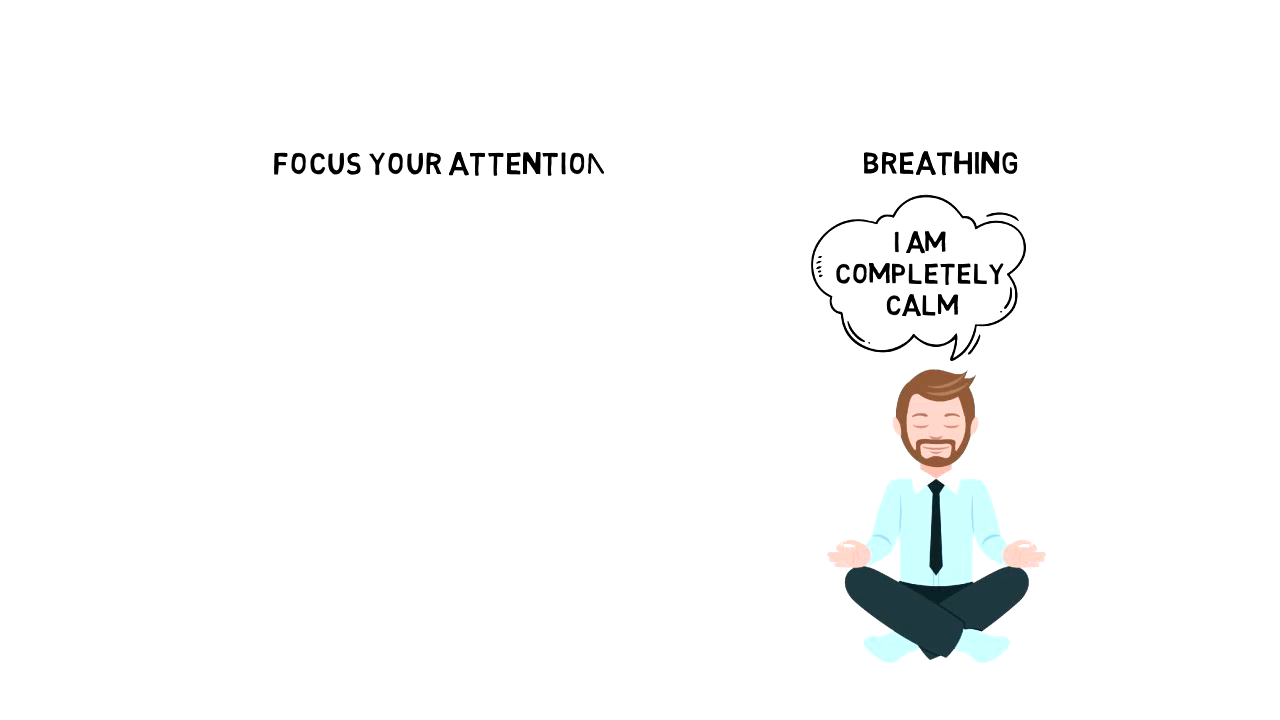 FOCUS YOUR ATTENTION
BREATHING
I AM
COMPLETELY
CALM